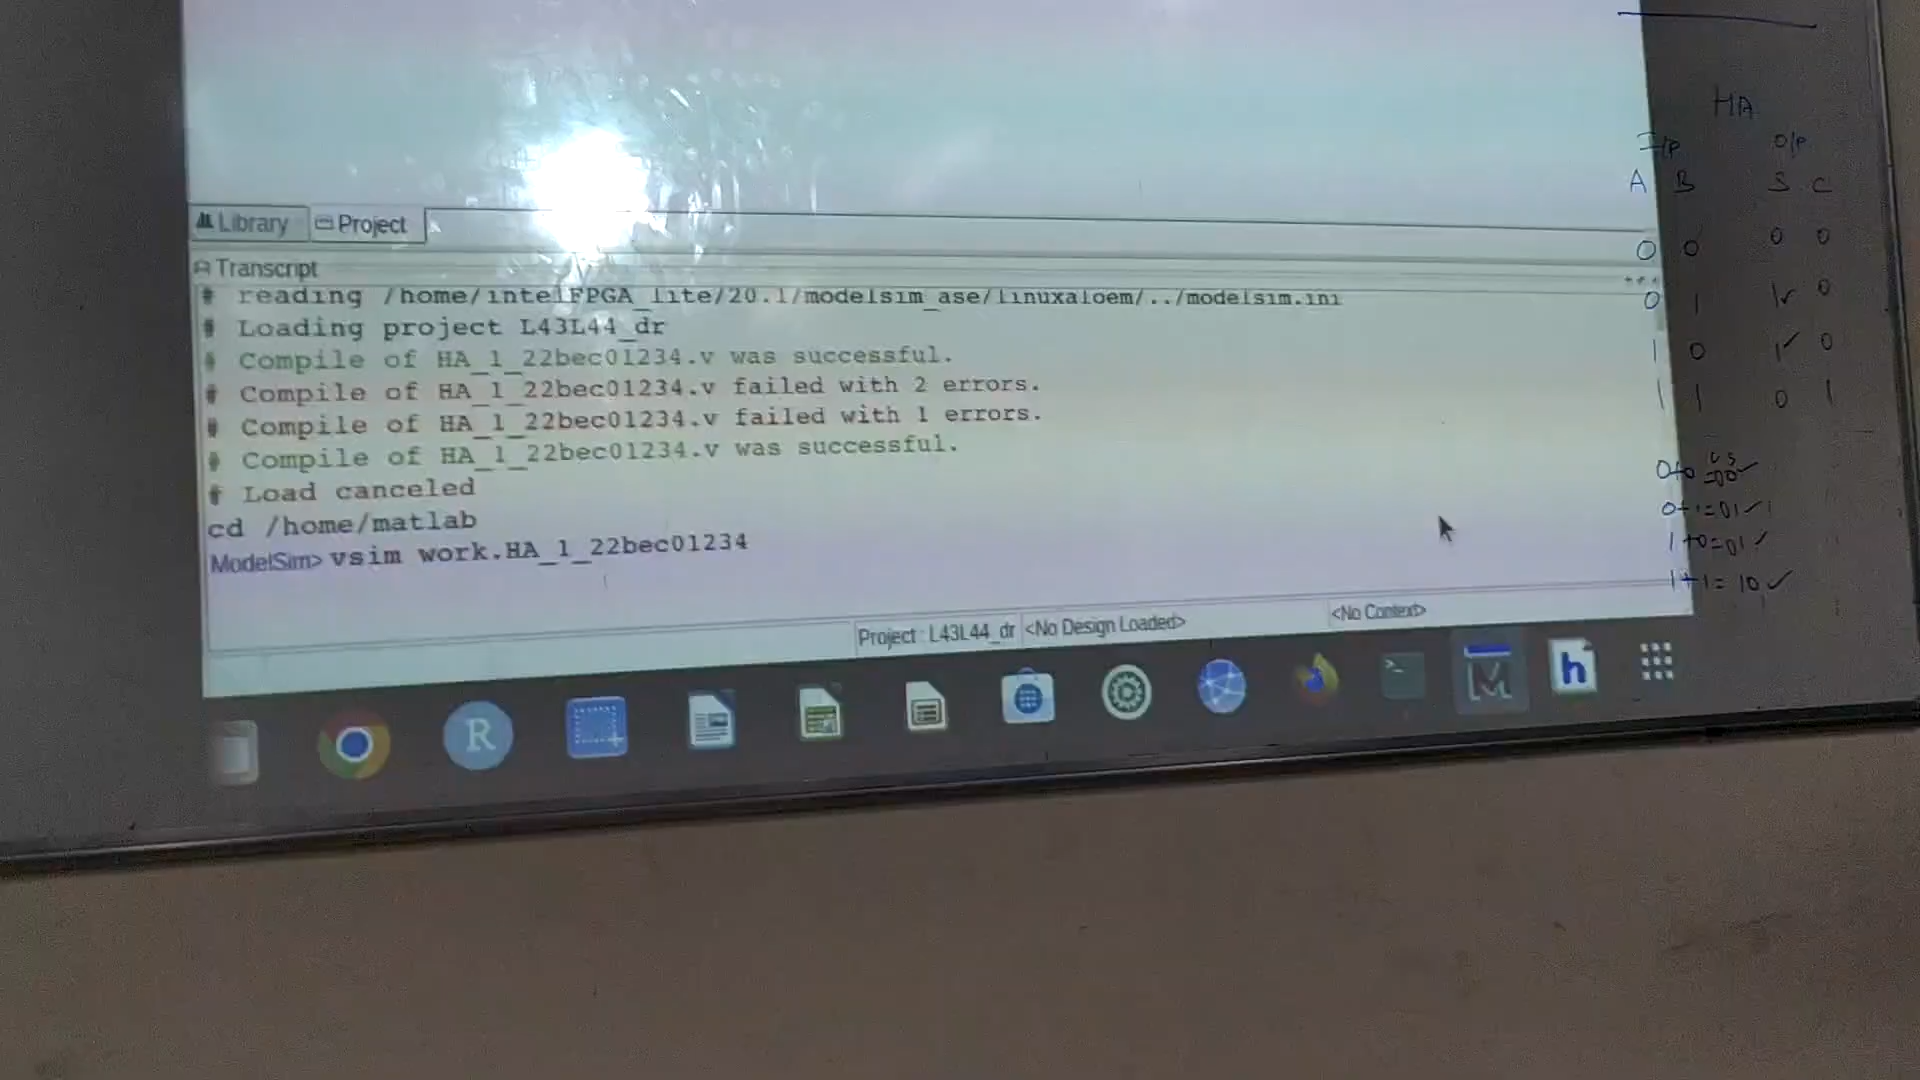 Library Project
Transcript
# reading /home/intelFPGA_lite/20.1/modelsim_ase/linuxaloem/../modelsim.ini
# Loading project L43L44_dr
# Compile of HA_1_22bec01234.v was successful.
# Compile of HA_1_22bec01234.v failed with 2 errors.
# Compile of HA_1_22bec01234.v failed with 1 errors.
# Compile of HA_1_22bec01234.v was successful.
# Load canceled
cd /home/matlab
ModelSim> vsim work.HA_1_22bec01234
Project : L43L44_dr <No Design Loaded> <No Context>
R >_ M h
HA
I/P O/P
A B S C
0 0 0 0
0 1 1 0
1 0 1 0
1 1 0 1
C S
0+0 =00
0+1=01
1+0=01
1+1=10